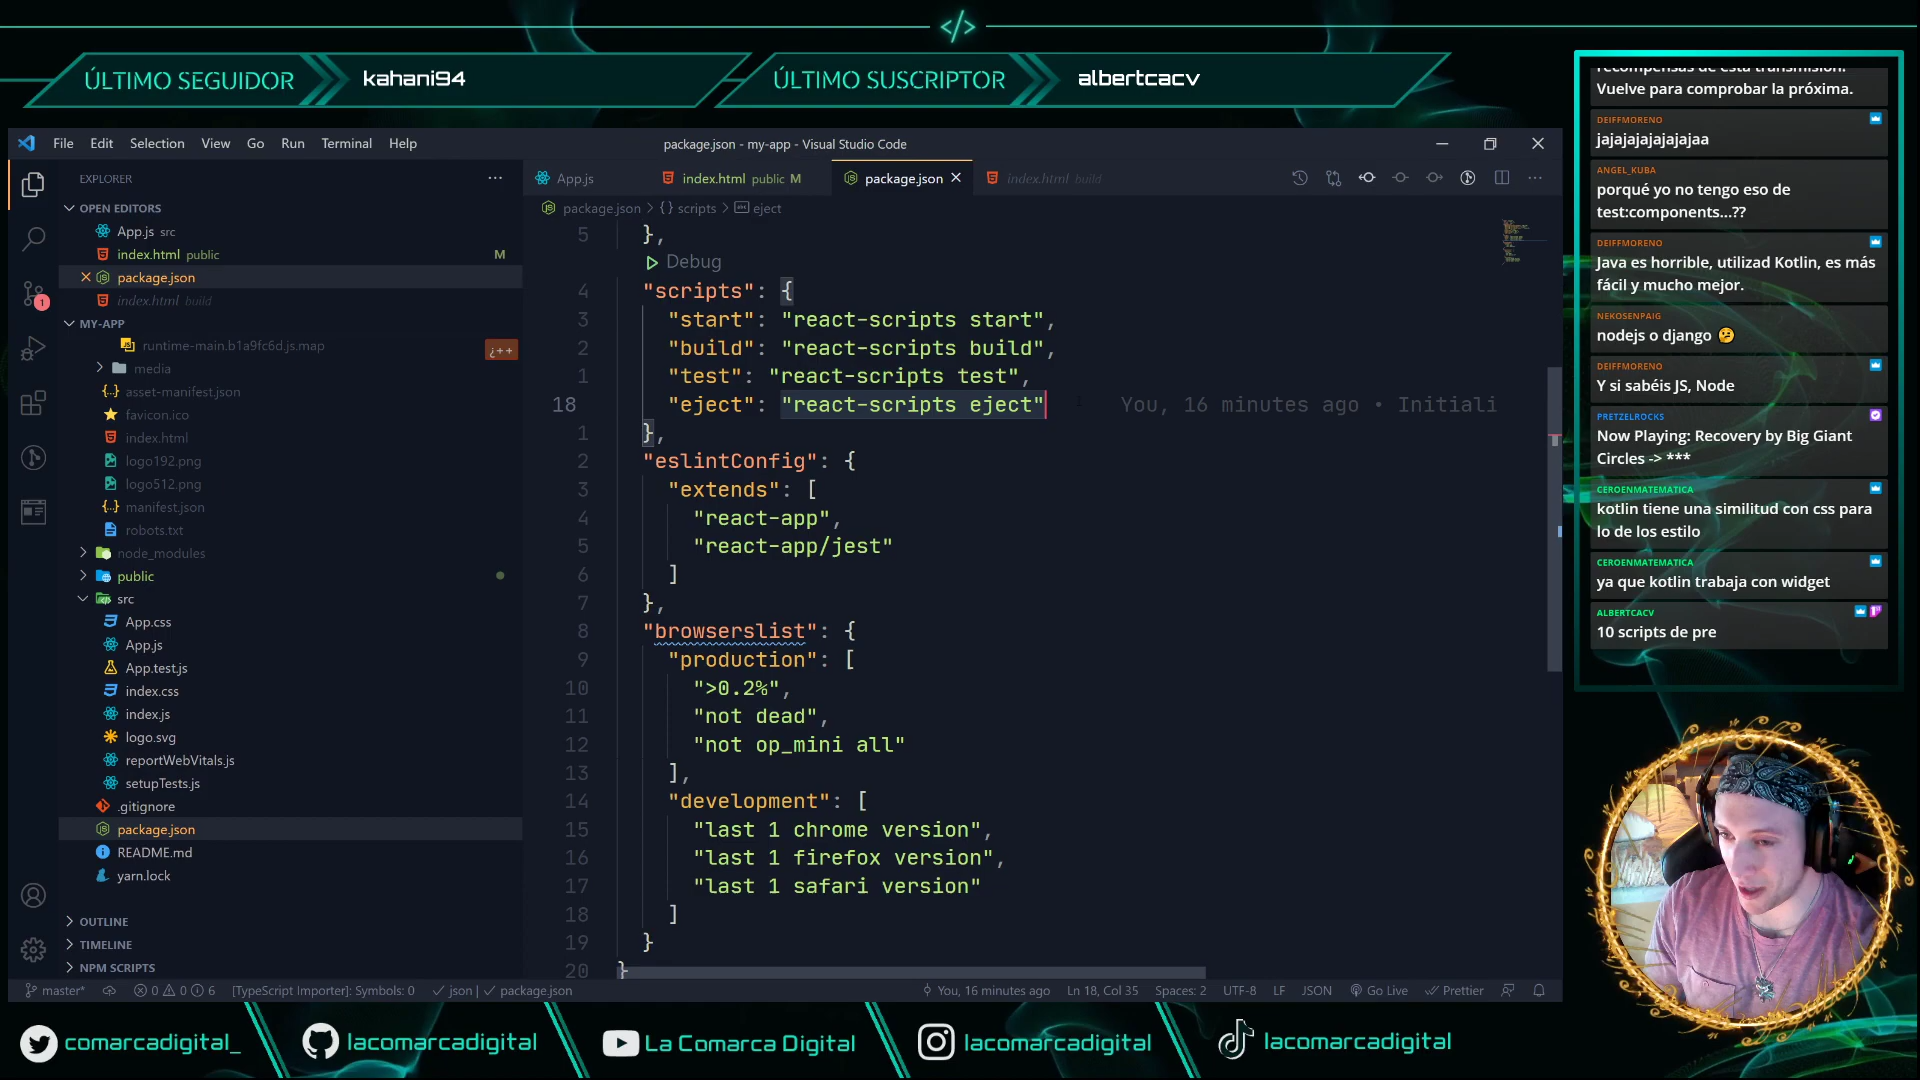 </>
ÚLTIMO SEGUIDOR
kahani94
ÚLTIMO SUSCRIPTOR
albertcacv
File Edit Selection View Go Run Terminal Help
package.json - my-app - Visual Studio Code
EXPLORER
OPEN EDITORS
App.js src
index.html public M
package.json
index.html build
MY-APP
runtime-main.b1a9fc6d.js.map
¿++
media
asset-manifest.json
favicon.ico
index.html
logo192.png
logo512.png
manifest.json
robots.txt
node_modules
public
src
App.css
App.js
App.test.js
index.css
index.js
logo.svg
reportWebVitals.js
setupTests.js
.gitignore
package.json
README.md
yarn.lock
OUTLINE
TIMELINE
NPM SCRIPTS
1
App.js
index.html public M
package.json
index.html build
package.json > {} scripts > abc eject
5 },
Debug
4 "scripts": {
3 "start": "react-scripts start",
2 "build": "react-scripts build",
1 "test": "react-scripts test",
18 "eject": "react-scripts eject" You, 16 minutes ago • Initiali
1 },
2 "eslintConfig": {
3 "extends": [
4 "react-app",
5 "react-app/jest"
6 ]
7 },
8 "browserslist": {
9 "production": [
10 ">0.2%",
11 "not dead",
12 "not op_mini all"
13 ],
14 "development": [
15 "last 1 chrome version",
16 "last 1 firefox version",
17 "last 1 safari version"
18 ]
19 }
20 }
master* 0 0 6 [TypeScript Importer]: Symbols: 0 json | package.json
You, 16 minutes ago Ln 18, Col 35 Spaces: 2 UTF-8 LF JSON Go Live Prettier
recompensas de esta transmisión.
Vuelve para comprobar la próxima.
DEIFFMORENO
jajajajajajajajaa
ANGEL_KUBA
porqué yo no tengo eso de
test:components...??
DEIFFMORENO
Java es horrible, utilizad Kotlin, es más
fácil y mucho mejor.
NEKOSENPAIG
nodejs o django 🤔
DEIFFMORENO
Y si sabéis JS, Node
PRETZELROCKS
Now Playing: Recovery by Big Giant
Circles -> ***
CEROENMATEMATICA
kotlin tiene una similitud con css para
lo de los estilo
CEROENMATEMATICA
ya que kotlin trabaja con widget
ALBERTCACV
10 scripts de pre
comarcadigital_
lacomarcadigital
La Comarca Digital
lacomarcadigital
lacomarcadigital